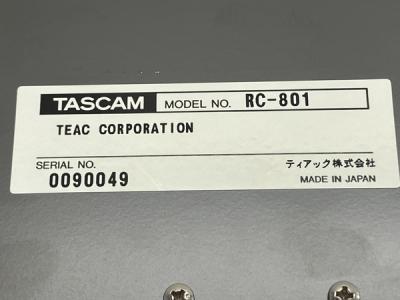 TASCAM MODEL NO. RC-801
TEAC CORPORATION
SERIAL NO.
0090049
ティアック株式会社
MADE IN JAPAN